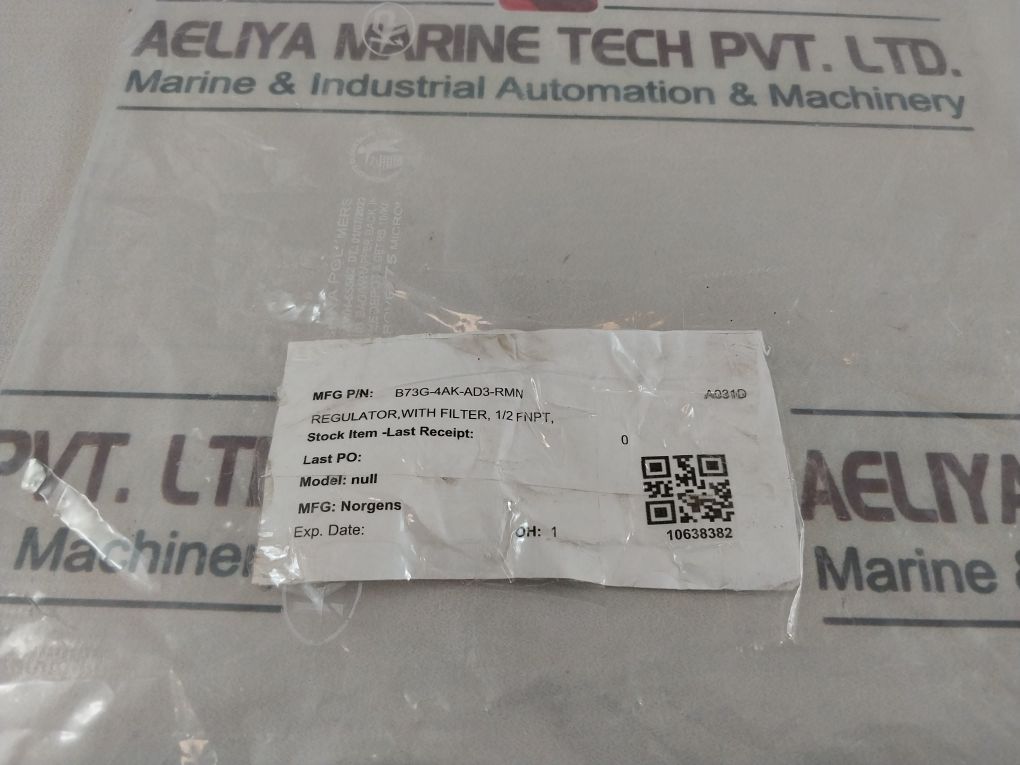 AELIYA MARINE TECH PVT. LTD.
Marine & Industrial Automation & Machinery
75 MICRON
MFG P/N: B73G-4AK-AD3-RMN A031D
REGULATOR,WITH FILTER, 1/2 FNPT,
Stock Item -Last Receipt: 0
Last PO:
Model: null
MFG: Norgens
Exp. Date: OH: 1
10638382
PVT. LT
Machiner
AELIYA
Marine &